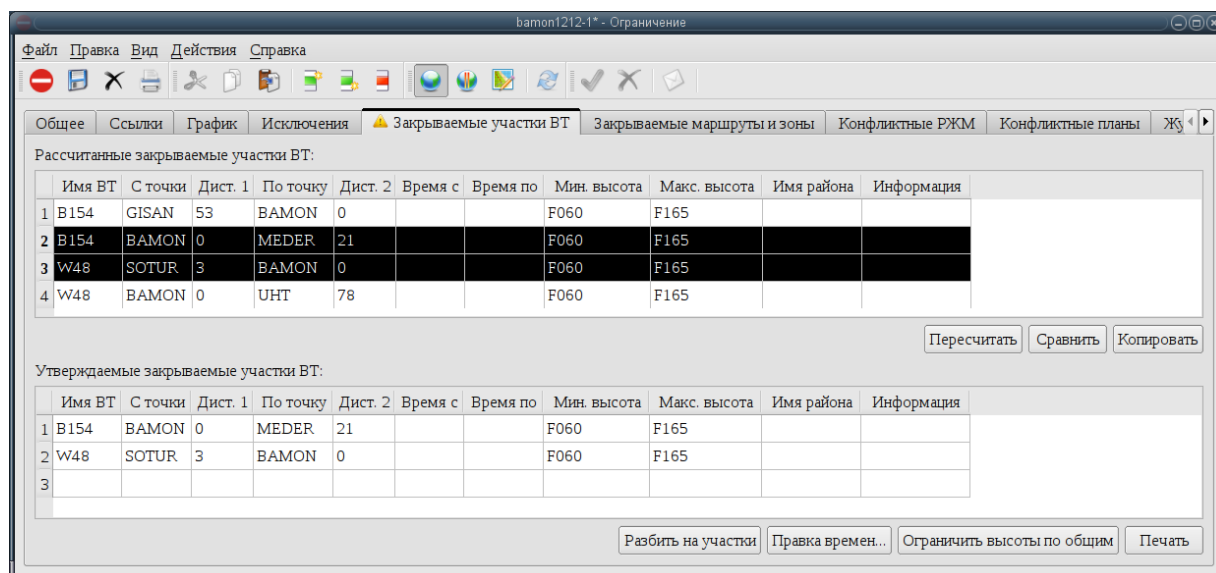 bamon1212-1* - Ограничение
Файл Правка Вид Действия Справка
Общее Ссылки График Исключения Закрываемые участки ВТ Закрываемые маршруты и зоны Конфликтные РЖМ Конфликтные планы
Рассчитанные закрываемые участки ВТ:
Имя ВТ С точки Дист. 1 По точку Дист. 2 Время с Время по Мин. высота Макс. высота Имя района Информация
1 B154 GISAN 53 BAMON 0 F060 F165
2 B154 BAMON 0 MEDER 21 F060 F165
3 W48 SOTUR 3 BAMON 0 F060 F165
4 W48 BAMON 0 UHT 78 F060 F165
Пересчитать Сравнить Копировать
Утверждаемые закрываемые участки ВТ:
Имя ВТ С точки Дист. 1 По точку Дист. 2 Время с Время по Мин. высота Макс. высота Имя района Информация
1 B154 BAMON 0 MEDER 21 F060 F165
2 W48 SOTUR 3 BAMON 0 F060 F165
3
Разбить на участки Правка времен... Ограничить высоты по общим Печать